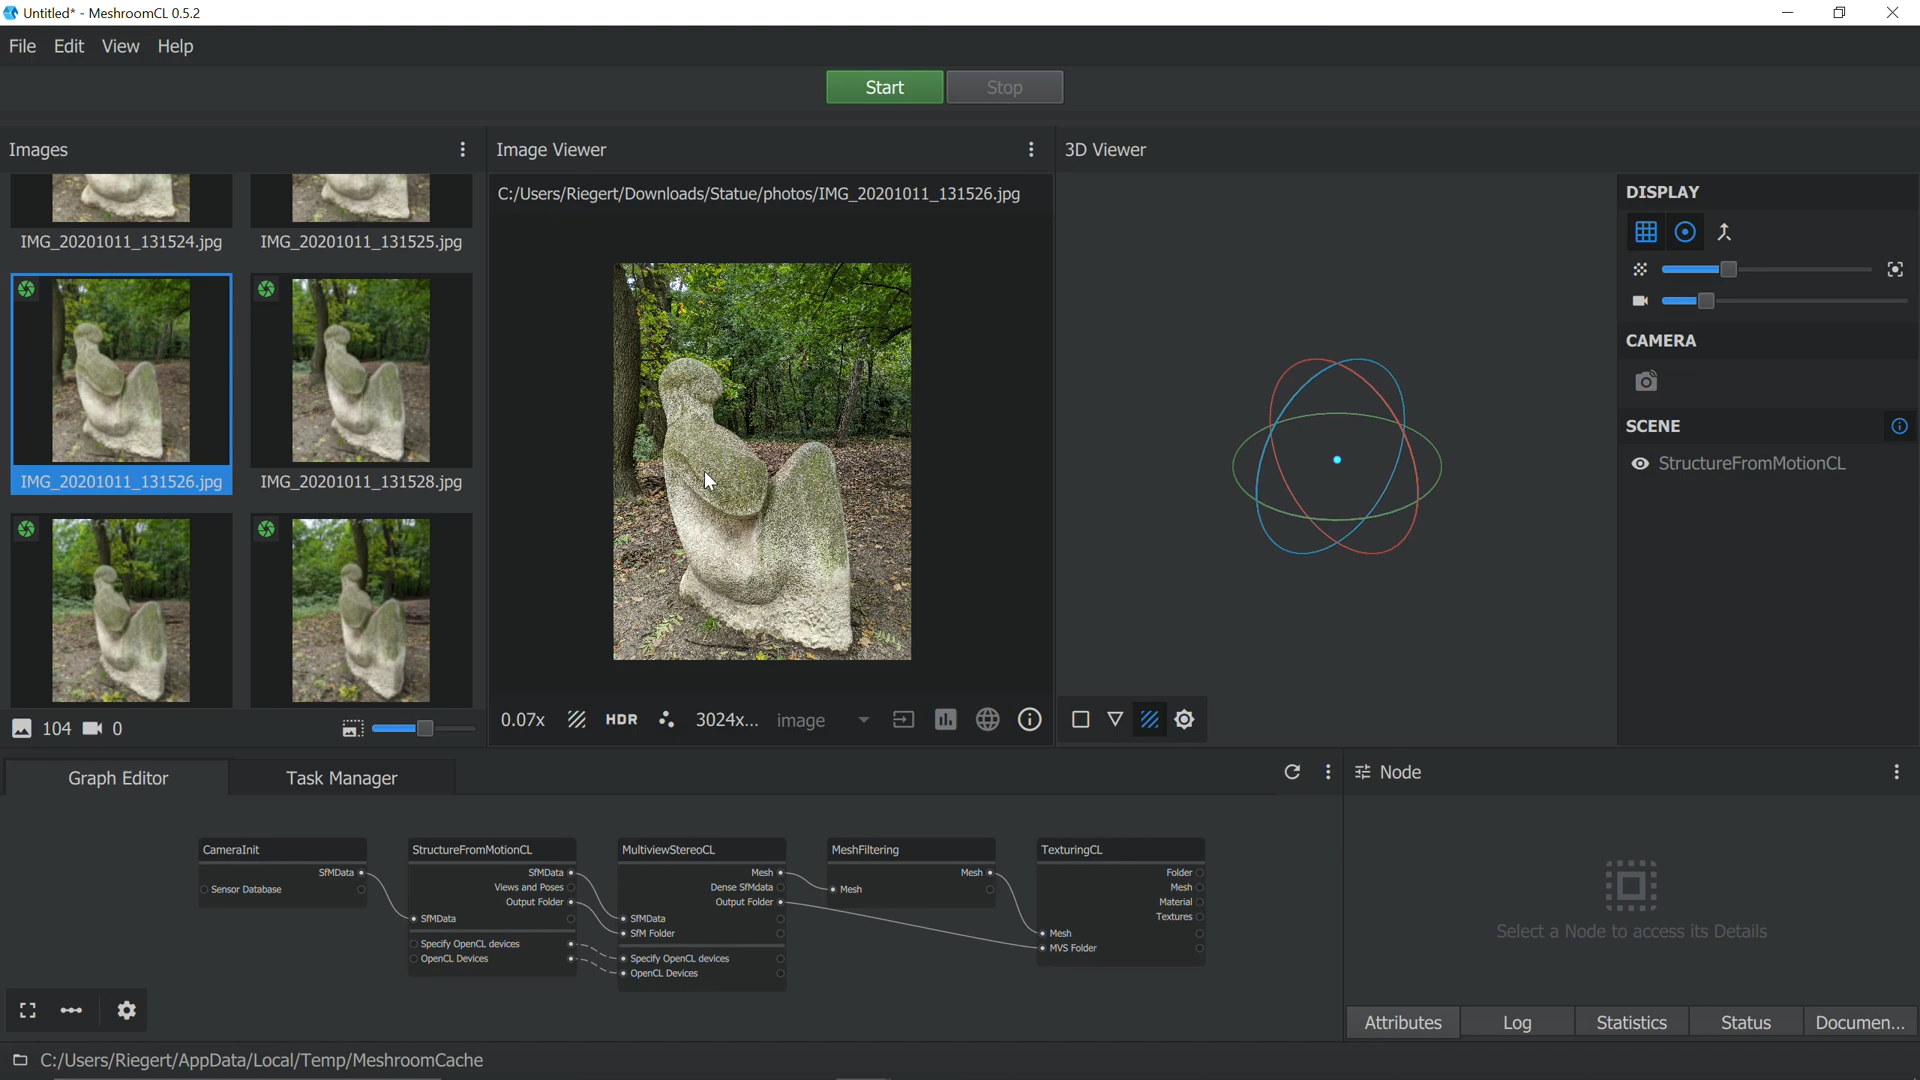 Untitled* - MeshroomCL 0.5.2
File Edit View Help
Start Stop
Images
Image Viewer
3D Viewer
C:/Users/Riegert/Downloads/Statue/photos/IMG_20201011_131526.jpg
IMG_20201011_131524.jpg
IMG_20201011_131525.jpg
IMG_20201011_131526.jpg
IMG_20201011_131528.jpg
104 0
0.07x HDR 3024x... image
DISPLAY
CAMERA
SCENE
StructureFromMotionCL
Graph Editor
Task Manager
CameraInit
SfMData
Sensor Database
StructureFromMotionCL
SfMData
Views and Poses
Output Folder
SfMData
Specify OpenCL devices
OpenCL Devices
MultiviewStereoCL
Mesh
Dense SfMdata
Output Folder
SfMData
SfM Folder
Specify OpenCL devices
OpenCL Devices
MeshFiltering
Mesh
Mesh
TexturingCL
Folder
Mesh
Material
Textures
Mesh
MVS Folder
Node
Select a Node to access its Details
Attributes Log Statistics Status Documen...
C:/Users/Riegert/AppData/Local/Temp/MeshroomCache